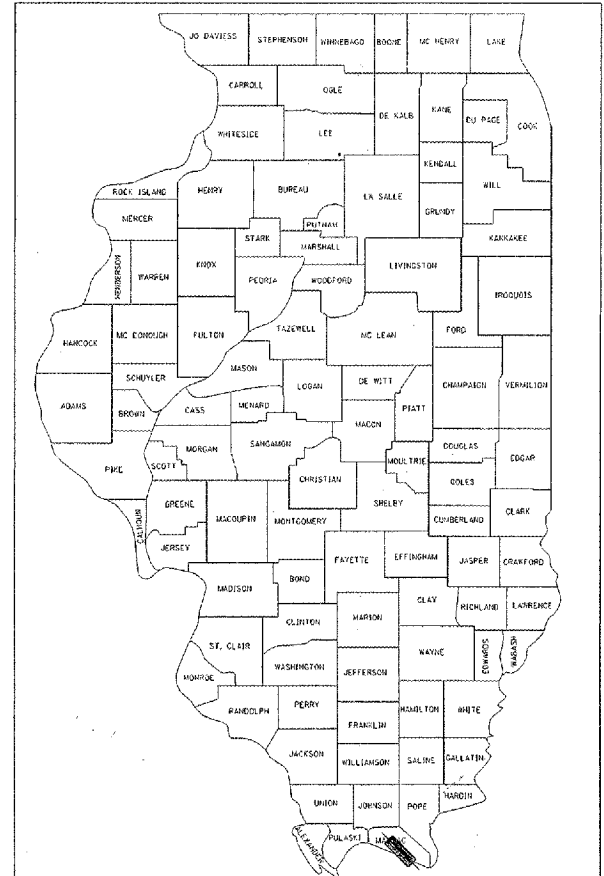 JO DAVIESS STEPHENSON WINNEBAGO BOONE MC HENRY LAKE
CARROLL OGLE
DE KALB KANE DU PAGE COOK
WHITESIDE LEE
KENDALL
WILL
ROCK ISLAND HENRY BUREAU LA SALLE
GRUNDY
MERCER PUTNAM
STARK MARSHALL KANKAKEE
HENDERSON WARREN KNOX LIVINGSTON
PEORIA WOODFORD IROQUOIS
HANCOCK MC DONOUGH FULTON TAZEWELL MC LEAN FORD
MASON
SCHUYLER LOGAN DE WITT CHAMPAIGN VERMILION
ADAMS BROWN CASS MENARD PIATT
MACON
MORGAN SANGAMON DOUGLAS
PIKE SCOTT MOULTRIE EDGAR
CHRISTIAN COLES
GREENE SHELBY
CALHOUN MACOUPIN MONTGOMERY CUMBERLAND CLARK
JERSEY
FAYETTE EFFINGHAM JASPER CRAWFORD
MADISON BOND
CLAY RICHLAND LAWRENCE
CLINTON MARION
ST. CLAIR WAYNE EDWARDS WABASH
WASHINGTON JEFFERSON
MONROE
RANDOLPH PERRY HAMILTON WHITE
FRANKLIN
JACKSON WILLIAMSON SALINE GALLATIN
HARDIN
UNION JOHNSON POPE
ALEXANDER PULASKI